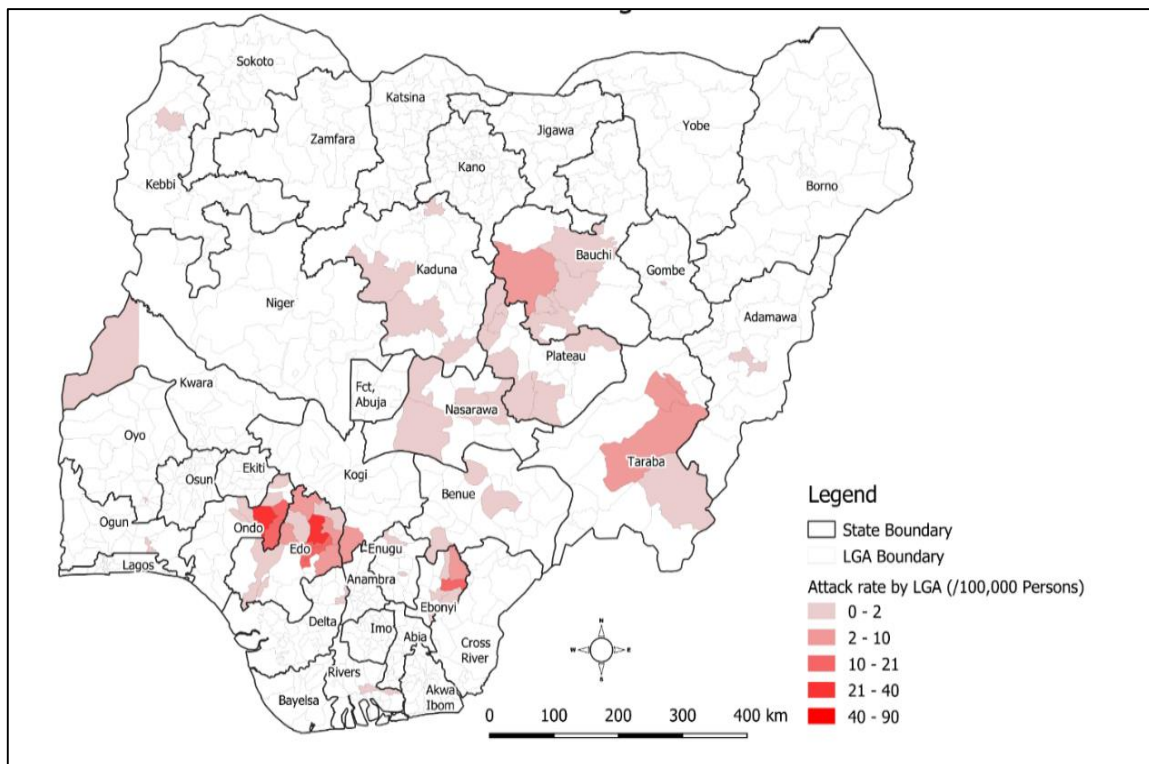 Sokoto
Katsina
Jigawa
Yobe
Zamfara
Kano
Borno
Kebbi
Bauchi
Kaduna
Gombe
Niger
Adamawa
Plateau
Kwara
Fct,
Abuja
Nasarawa
Oyo
Taraba
Ekiti
Kogi
Osun
Benue
Ogun
Ondo
Edo
Enugu
Lagos
Anambra
Ebonyi
Delta
Imo
Abia
Cross
River
Rivers
Bayelsa
Akwa
Ibom
N
W
E
S
0 100 200 300 400 km
Legend
State Boundary
LGA Boundary
Attack rate by LGA (/100,000 Persons)
0 - 2
2 - 10
10 - 21
21 - 40
40 - 90